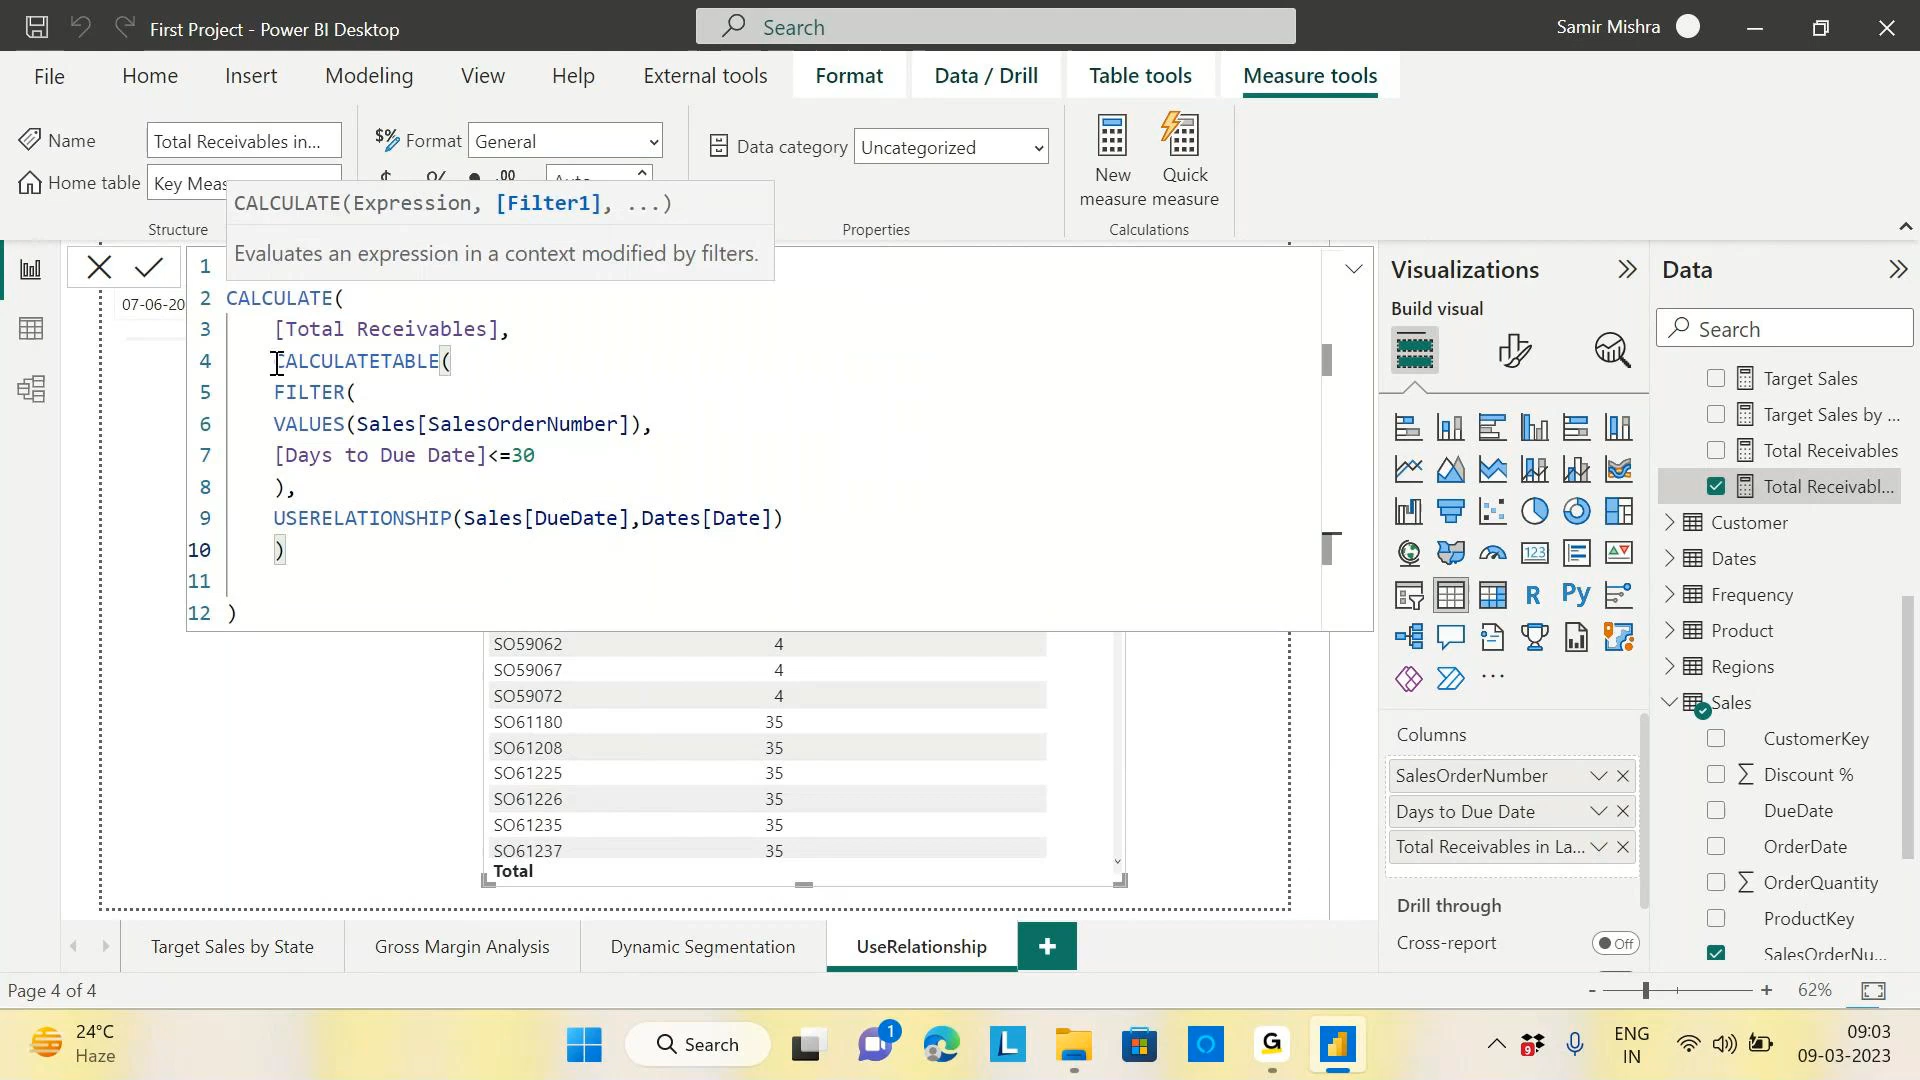 First Project - Power BI Desktop
Search
Samir Mishra
File
Home
Insert
Modeling
View
Help
External tools
Format
Data / Drill
Table tools
Measure tools
Name
Total Receivables in...
Home table
Key Meas
Structure
Format
General
Auto
Data category
Uncategorized
Properties
New measure
Quick measure
Calculations
CALCULATE(Expression, [Filter1], ...)
Evaluates an expression in a context modified by filters.
07-06-20
1
2 CALCULATE(
3 [Total Receivables],
4 CALCULATETABLE(
5 FILTER(
6 VALUES(Sales[SalesOrderNumber]),
7 [Days to Due Date]<=30
8 ),
9 USERELATIONSHIP(Sales[DueDate],Dates[Date])
10 )
11
12 )
SO59062 4
SO59067 4
SO59072 4
SO61180 35
SO61208 35
SO61225 35
SO61226 35
SO61235 35
SO61237 35
Total
Visualizations
Build visual
123
R
Py
...
Columns
SalesOrderNumber
Days to Due Date
Total Receivables in La...
Drill through
Cross-report
Off
Data
Search
Target Sales
Target Sales by ...
Total Receivables
Total Receivabl...
Customer
Dates
Frequency
Product
Regions
Sales
CustomerKey
Discount %
DueDate
OrderDate
OrderQuantity
ProductKey
SalesOrderNu...
Target Sales by State
Gross Margin Analysis
Dynamic Segmentation
UseRelationship
+
Page 4 of 4
- + 62%
24°C
Haze
Search
1
L
G
9
ENG
IN
09:03
09-03-2023